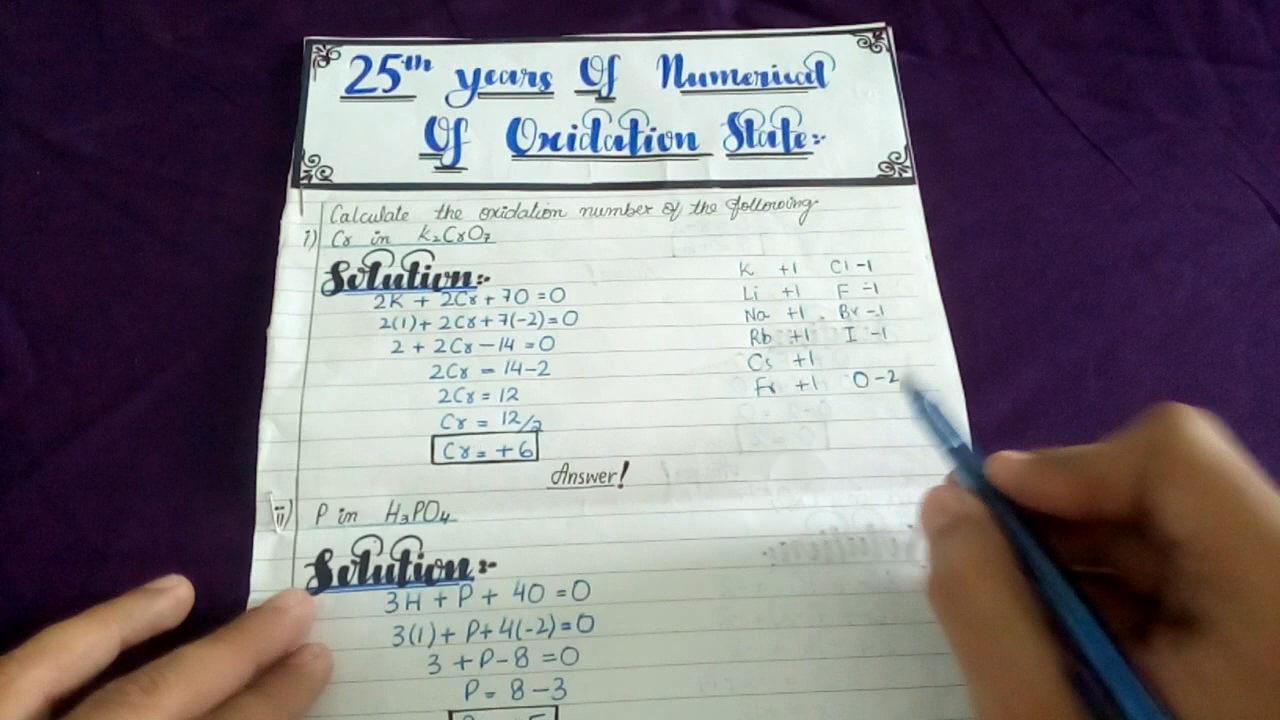 25th years Of Numerical
Of Oxidation State:-
Calculate the oxidation number of the following
i) Cr in K₂CrO₇
Solution:-
2K + 2Cr + 7O = 0
2(1) + 2Cr + 7(-2) = 0
2 + 2Cr - 14 = 0
2Cr = 14 - 2
2Cr = 12
Cr = 12/2
Cr = +6
Answer!
K +1 Cl -1
Li +1 F -1
Na +1 . Br -1
Rb +1 I -1
Cs +1
Fr +1 O -2
ii) P in H₃PO₄
Solution:-
3H + P + 4O = 0
3(1) + P + 4(-2) = 0
3 + P - 8 = 0
P = 8 - 3